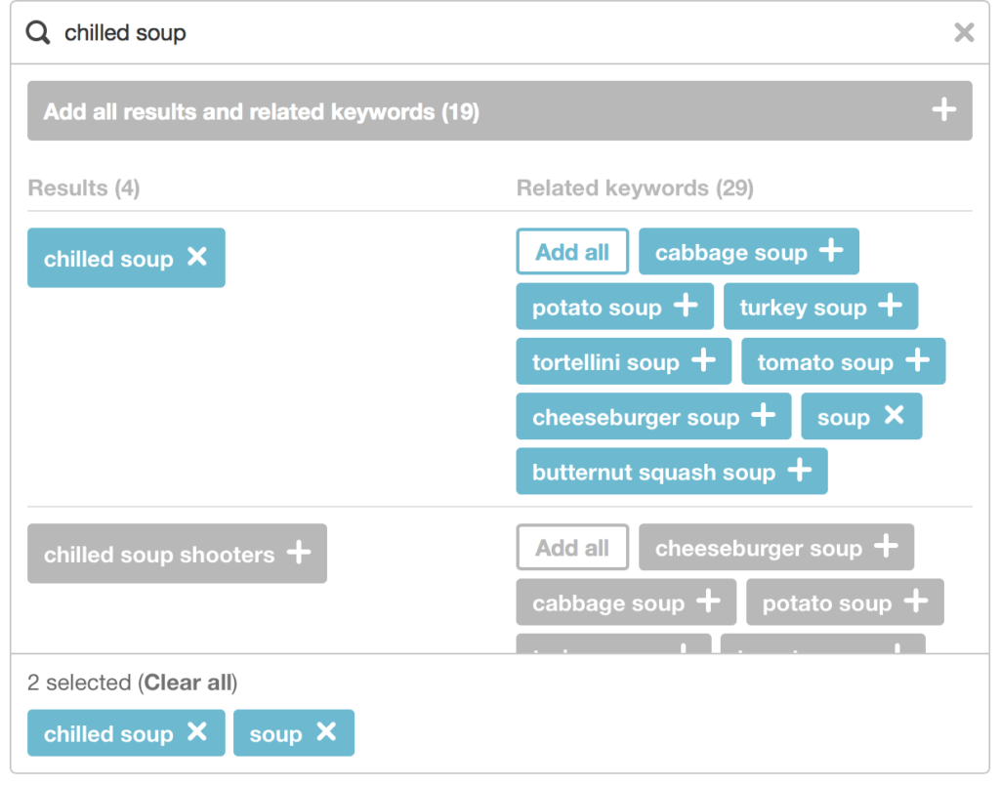 chilled soup
Add all results and related keywords (19)
Results (4)
Related keywords (29)
chilled soup
Add all cabbage soup
potato soup turkey soup
tortellini soup tomato soup
cheeseburger soup soup
butternut squash soup
chilled soup shooters
Add all cheeseburger soup
cabbage soup potato soup
2 selected (Clear all)
chilled soup soup